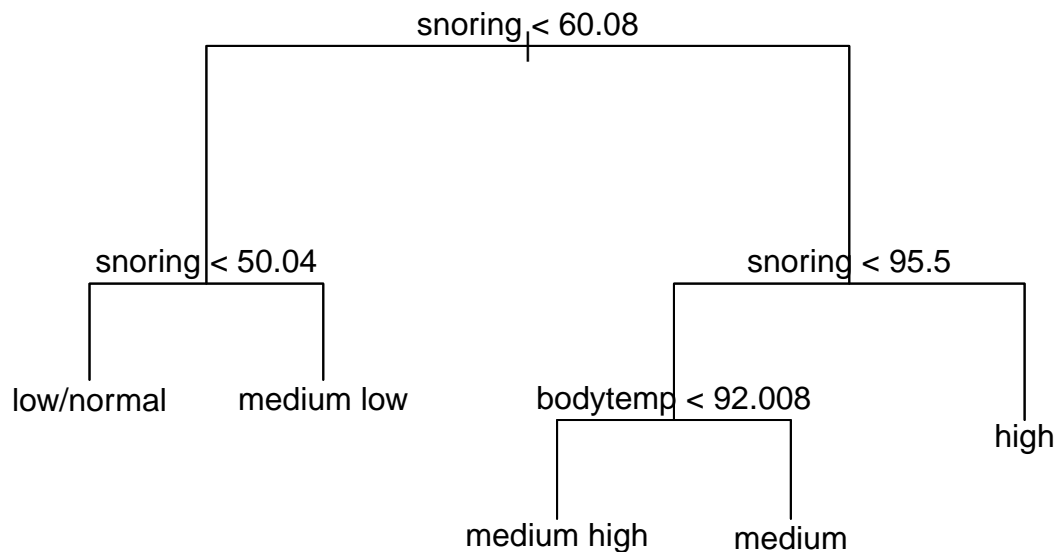 snoring < 60.08
snoring < 50.04
snoring < 95.5
low/normal
medium low
bodytemp < 92.008
high
medium high
medium